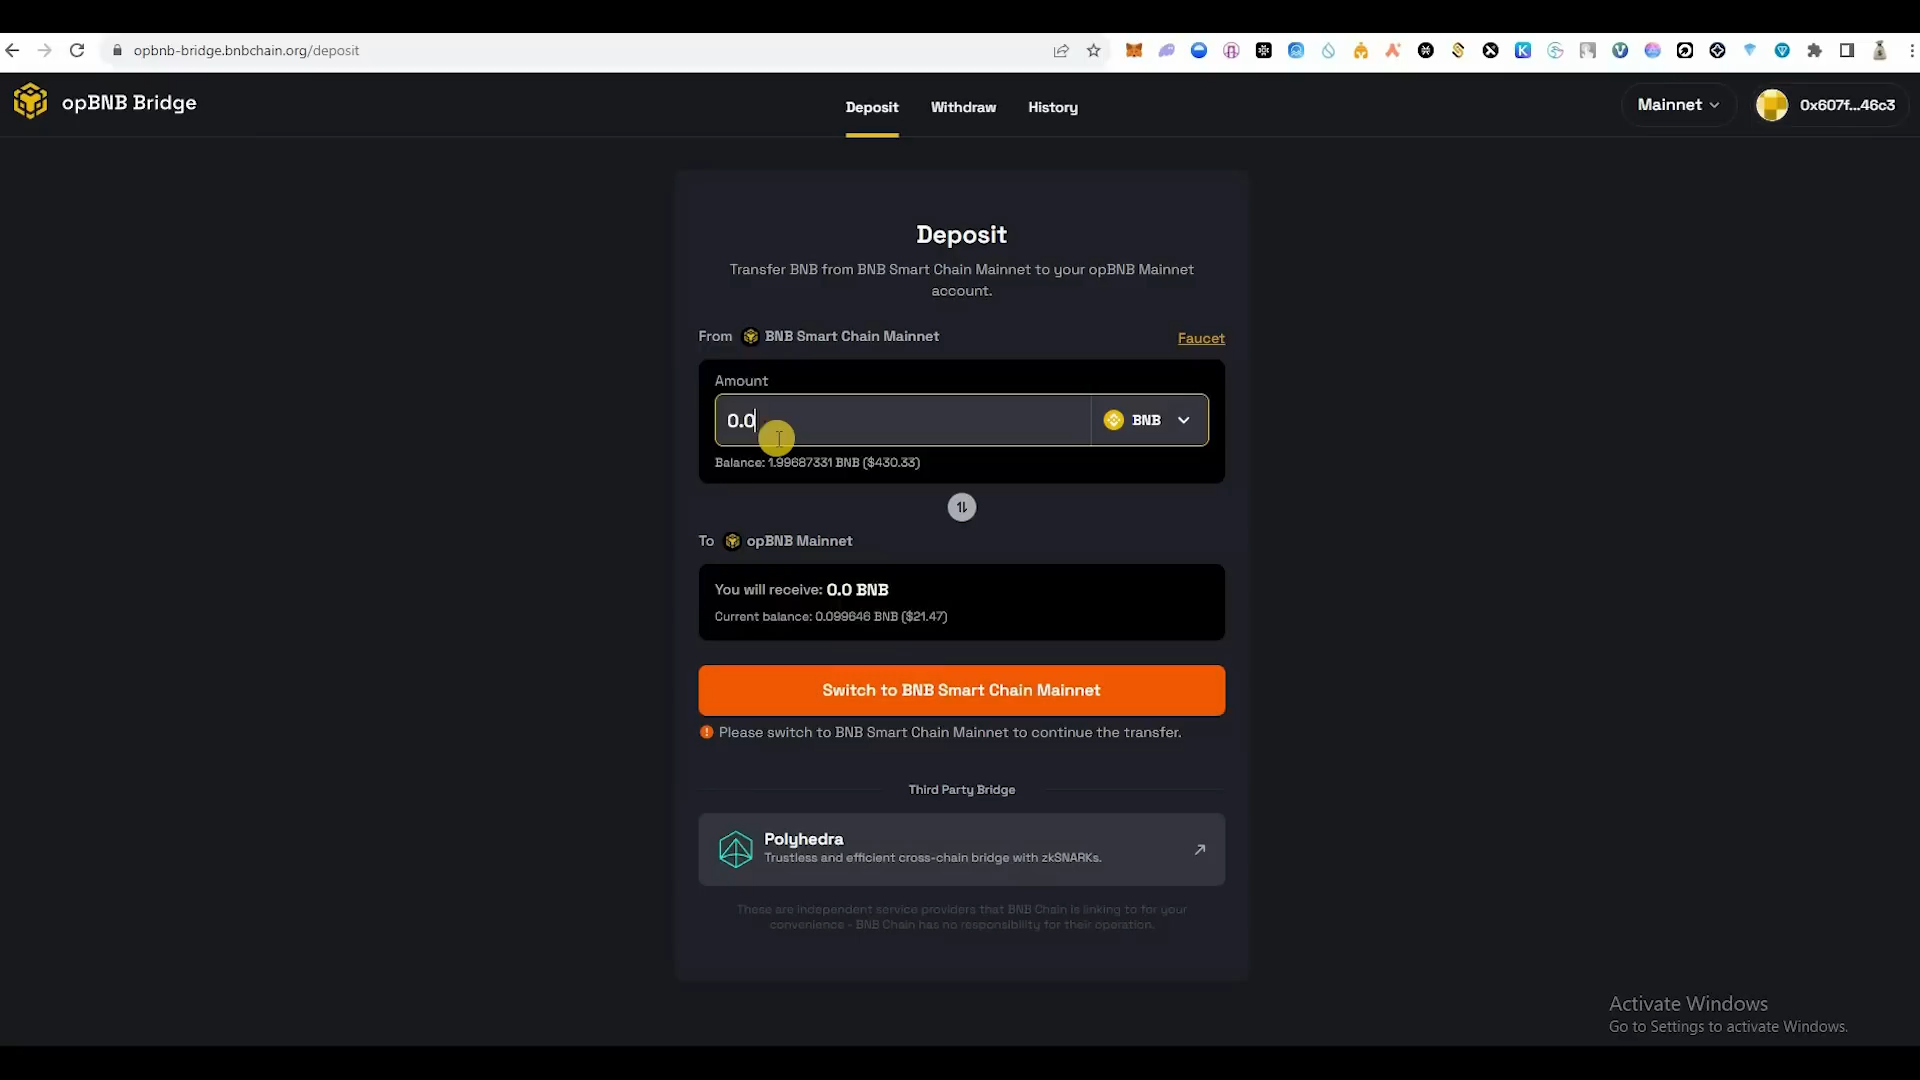 opbnb-bridge.bnbchain.org/deposit
opBNB Bridge
Deposit
Withdraw
History
Mainnet
0x607f...46c3
Deposit
Transfer BNB from BNB Smart Chain Mainnet to your opBNB Mainnet
account.
From BNB Smart Chain Mainnet
Faucet
Amount
0.0
BNB
Balance: 1.99687331 BNB ($430.33)
To opBNB Mainnet
You will receive: 0.0 BNB
Current balance: 0.099646 BNB ($21.47)
Switch to BNB Smart Chain Mainnet
Please switch to BNB Smart Chain Mainnet to continue the transfer.
Third Party Bridge
Polyhedra
Trustless and efficient cross-chain bridge with zkSNARKs.
These are independent service providers that BNB Chain is linking to for your
convenience - BNB Chain has no responsibility for their operation.
Activate Windows
Go to Settings to activate Windows.